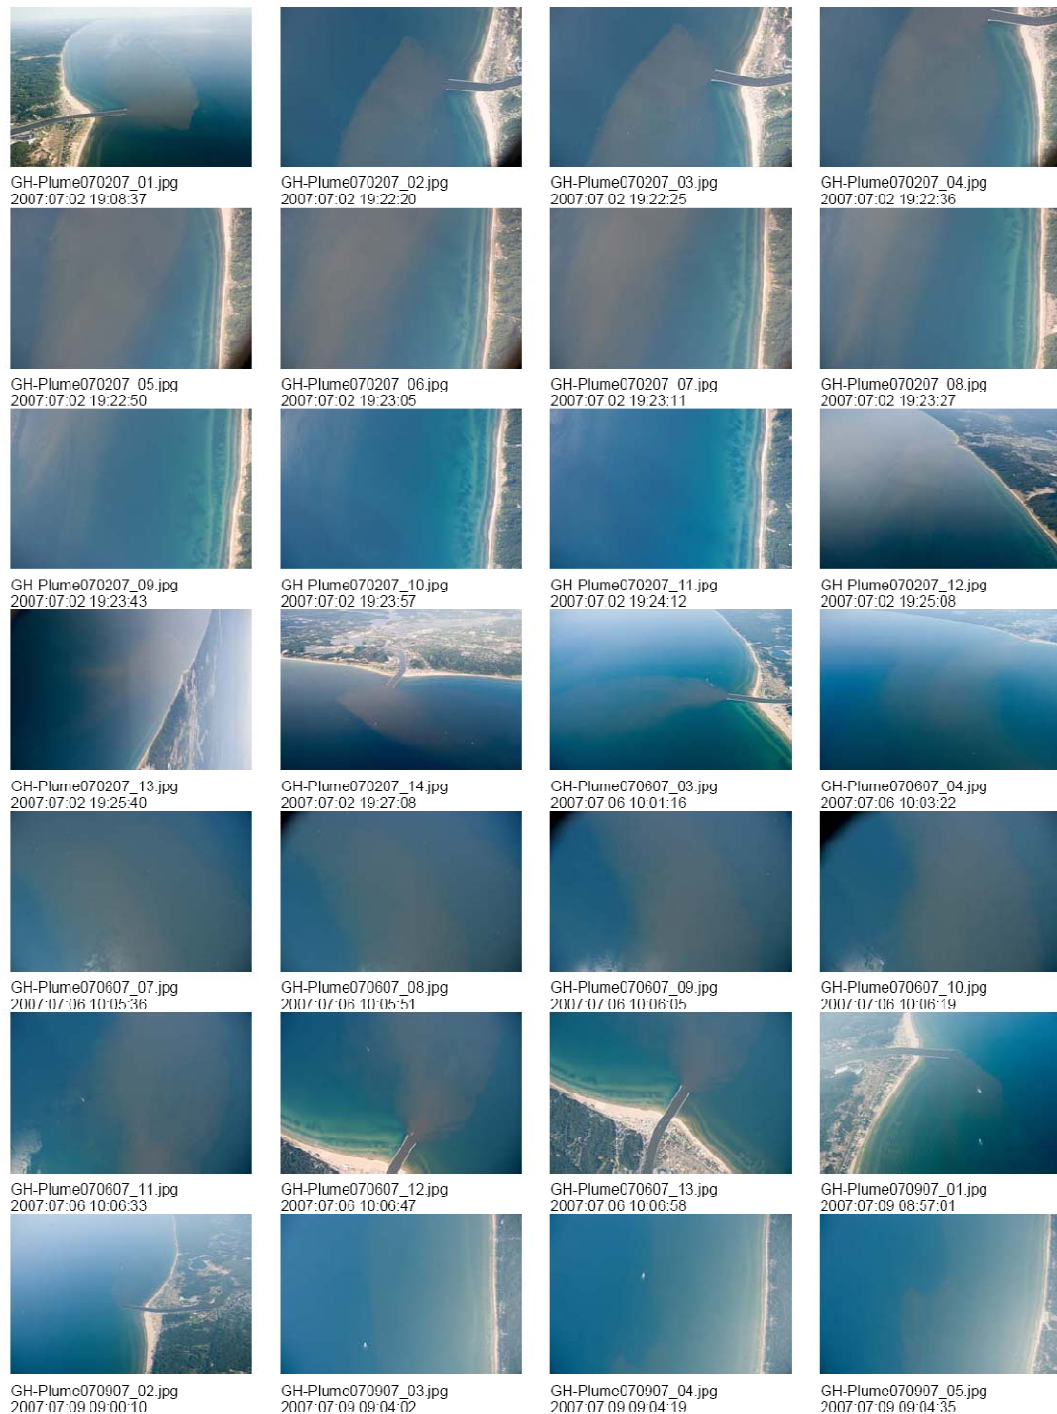 GH-Plume070207_01.jpg
2007:07:02 19:08:37
GH-Plume070207_02.jpg
2007:07:02 19:22:20
GH-Plume070207_03.jpg
2007:07:02 19:22:25
GH-Plume070207_04.jpg
2007:07:02 19:22:36
GH-Plume070207_05.jpg
2007:07:02 19:22:50
GH-Plume070207_06.jpg
2007:07:02 19:23:05
GH-Plume070207_07.jpg
2007:07:02 19:23:11
GH-Plume070207_08.jpg
2007:07:02 19:23:27
GH-Plume070207_09.jpg
2007:07:02 19:23:43
GH-Plume070207_10.jpg
2007:07:02 19:23:57
GH-Plume070207_11.jpg
2007:07:02 19:24:12
GH-Plume070207_12.jpg
2007:07:02 19:25:08
GH-Plume070207_13.jpg
2007:07:02 19:25:40
GH-Plume070207_14.jpg
2007:07:02 19:27:08
GH-Plume070607_03.jpg
2007:07:06 10:01:16
GH-Plume070607_04.jpg
2007:07:06 10:03:22
GH-Plume070607_07.jpg
2007:07:06 10:05:36
GH-Plume070607_08.jpg
2007:07:06 10:05:51
GH-Plume070607_09.jpg
2007:07:06 10:06:05
GH-Plume070607_10.jpg
2007:07:06 10:06:19
GH-Plume070607_11.jpg
2007:07:06 10:06:33
GH-Plume070607_12.jpg
2007:07:06 10:06:47
GH-Plume070607_13.jpg
2007:07:06 10:06:58
GH-Plume070907_01.jpg
2007:07:09 08:57:01
GH-Plume070907_02.jpg
2007:07:09 09:00:10
GH-Plume070907_03.jpg
2007:07:09 09:04:02
GH-Plume070907_04.jpg
2007:07:09 09:04:19
GH-Plume070907_05.jpg
2007:07:09 09:04:35